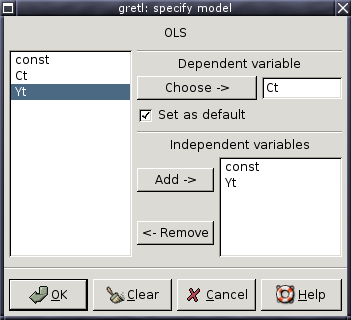 gretl: specify model
OLS
const
Ct
Yt
Dependent variable
Choose ->
Ct
Set as default
Independent variables
Add ->
<- Remove
const
Yt
OK
Clear
Cancel
Help